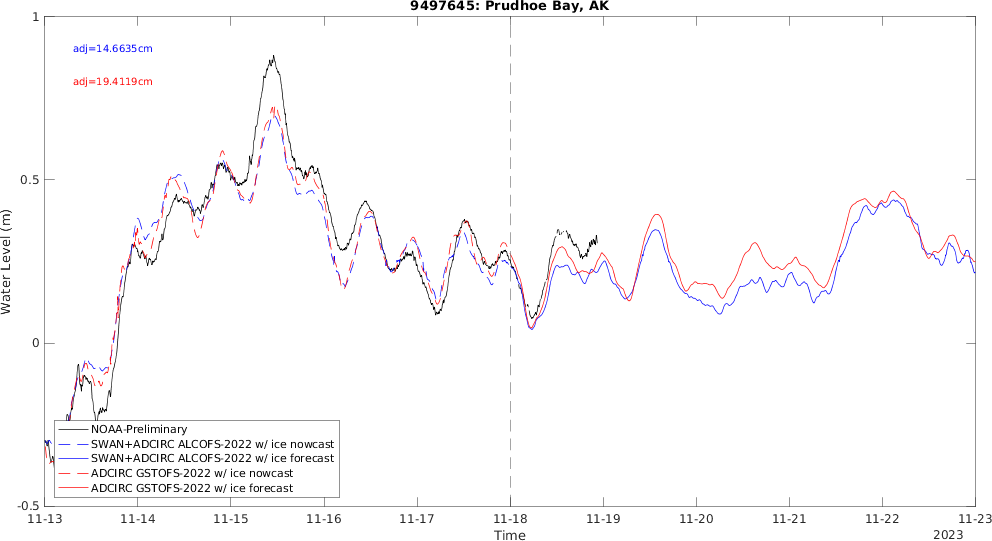 9497645: Prudhoe Bay, AK
adj=14.6635cm
adj=19.4119cm
Water Level (m)
1
0.5
0
-0.5
NOAA-Preliminary
SWAN+ADCIRC ALCOFS-2022 w/ ice nowcast
SWAN+ADCIRC ALCOFS-2022 w/ ice forecast
ADCIRC GSTOFS-2022 w/ ice nowcast
ADCIRC GSTOFS-2022 w/ ice forecast
11-13 11-14 11-15 11-16 11-17 11-18 11-19 11-20 11-21 11-22 11-23
Time
2023